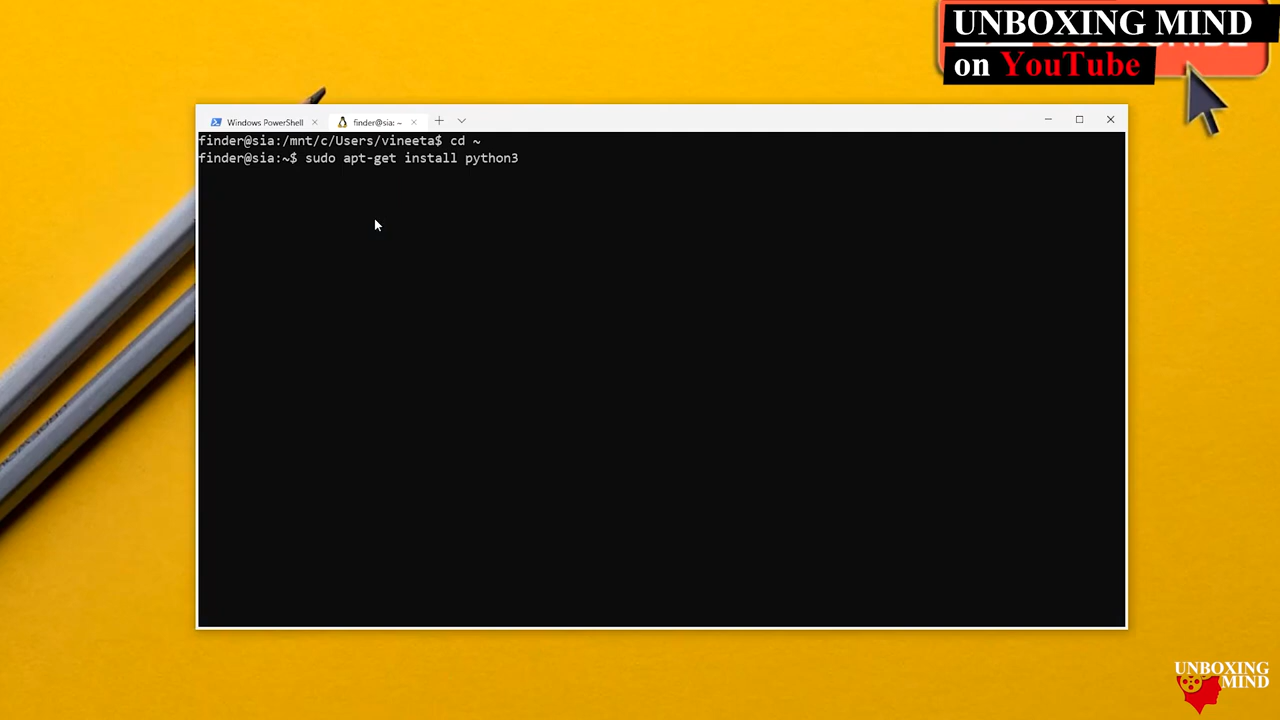 UNBOXING MIND
on YouTube
Windows PowerShell
finder@sia: ~
finder@sia:/mnt/c/Users/vineeta$ cd ~
finder@sia:~$ sudo apt-get install python3
UNBOXING
MIND